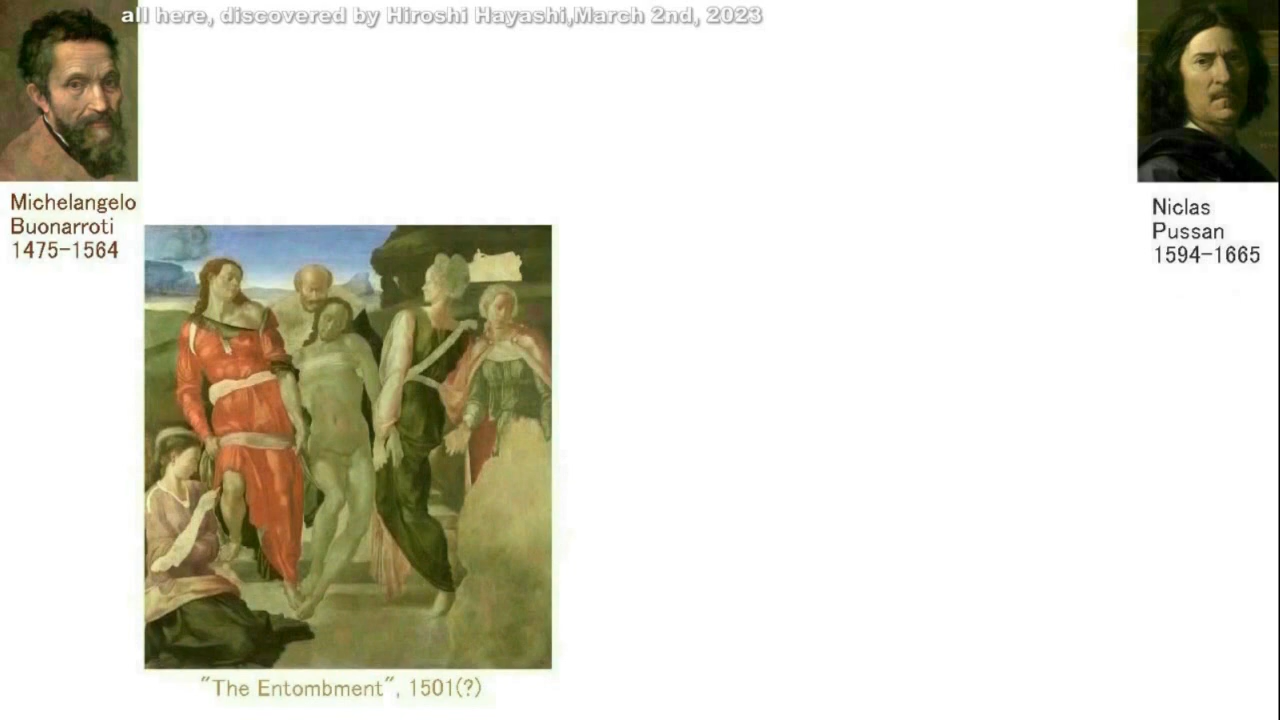 all here, discovered by Hiroshi Hayashi,March 2nd, 2023
Michelangelo
Buonarroti
1475-1564
Niclas
Pussan
1594-1665
"The Entombment", 1501(?)